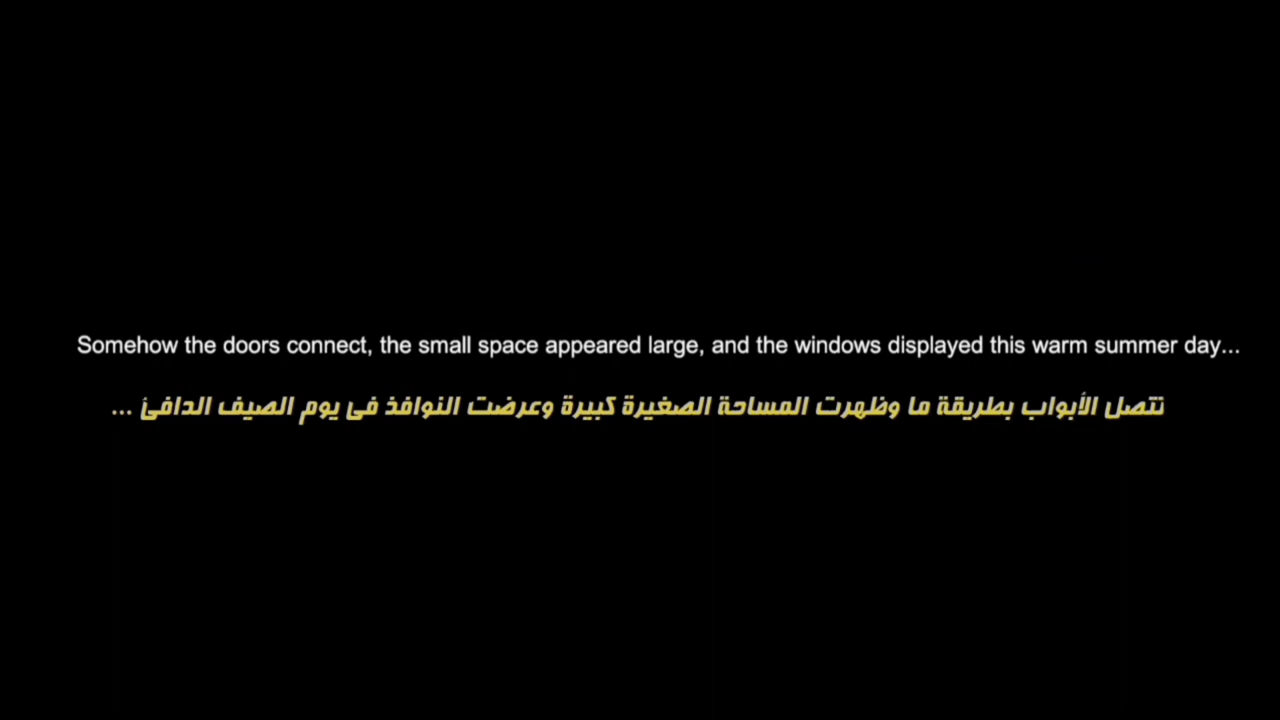 Somehow the doors connect, the small space appeared large, and the windows displayed this warm summer day...
تتصل الأبواب بطريقة ما وظهرت المساحة الصغيرة كبيرة وعرضت النوافذ فى يوم الصيف الدافئ ...